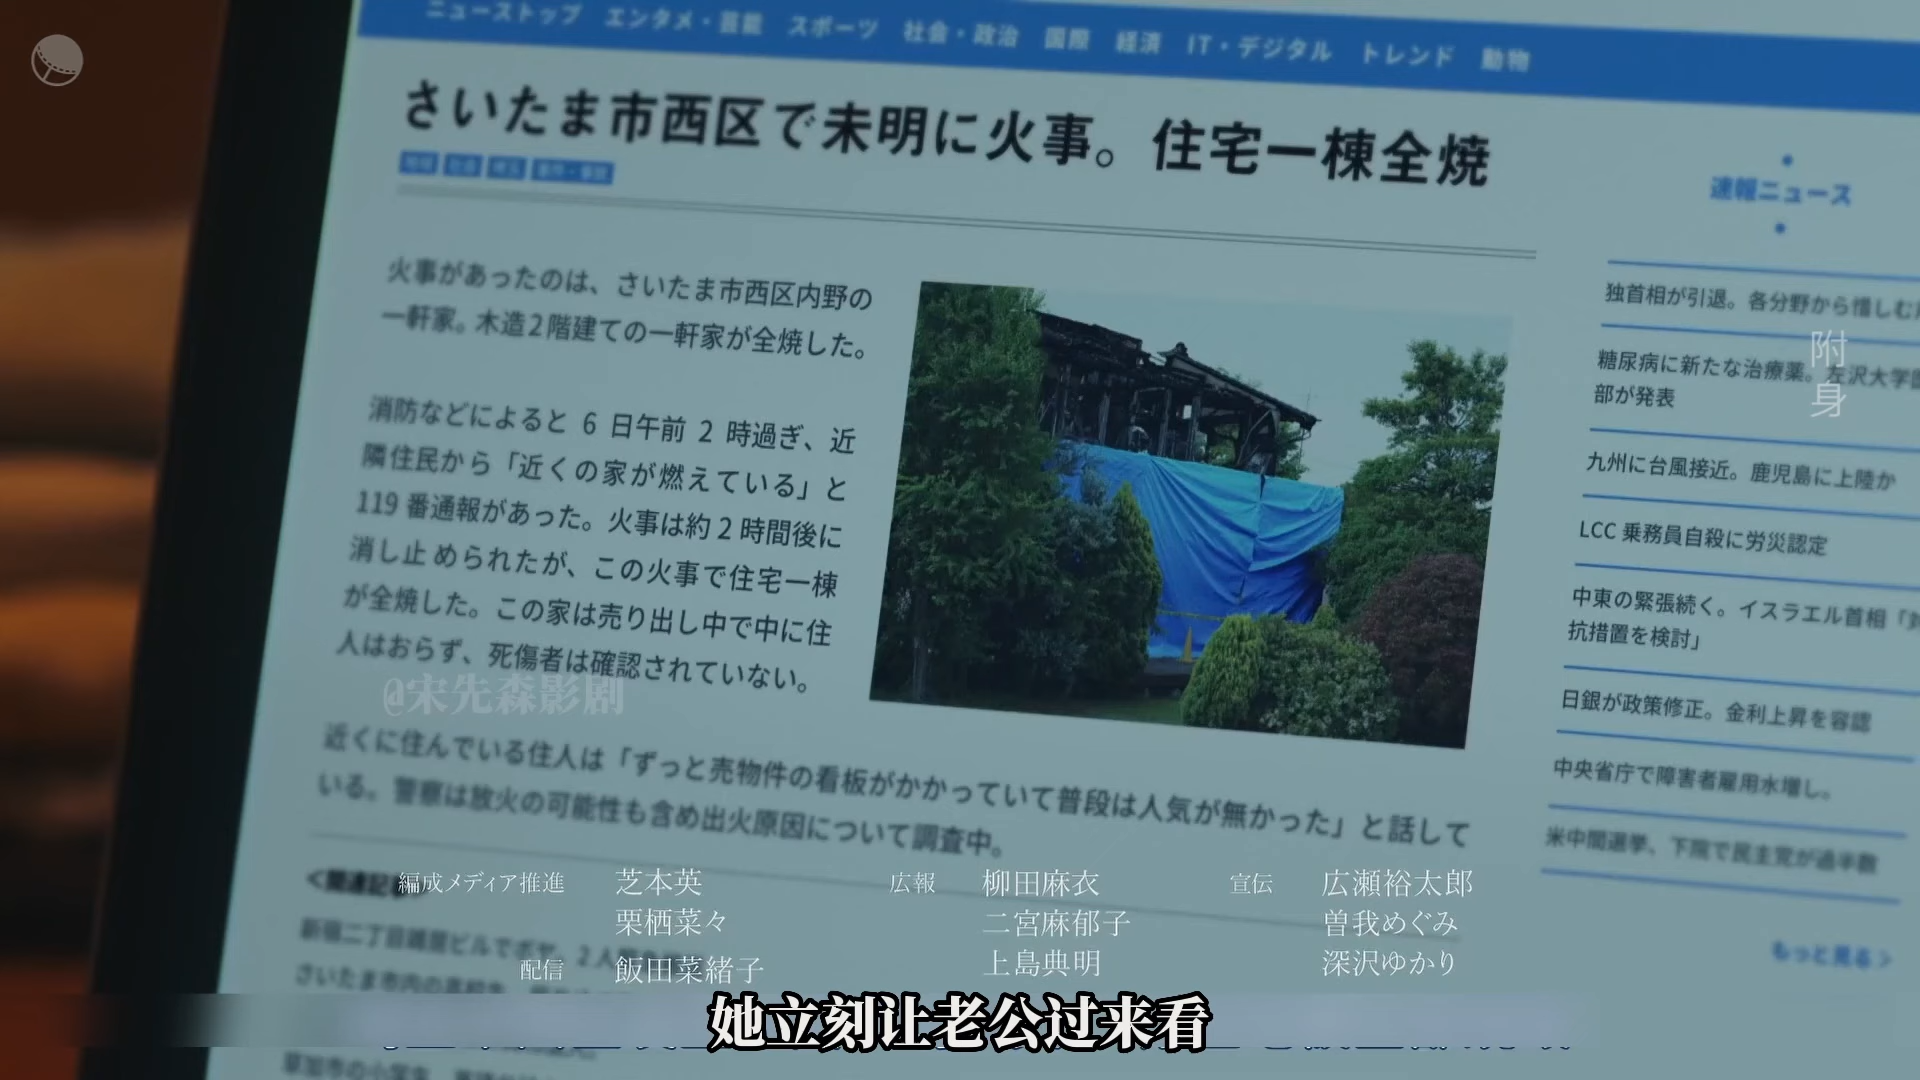 ニューストップ エンタメ・芸能 スポーツ 社会・政治 国際 経済 IT・デジタル トレンド 動物
さいたま市西区で未明に火事。住宅一棟全焼
火事があったのは、さいたま市西区内野の
一軒家。木造2階建ての一軒家が全焼した。
消防などによると 6 日午前 2 時過ぎ、近
隣住民から「近くの家が燃えている」と
119 番通報があった。火事は約 2 時間後に
消し止められたが、この火事で住宅一棟
が全焼した。この家は売り出し中で中に住
人はおらず、死傷者は確認されていない。
@宋先森影剧
近くに住んでいる住人は「ずっと売物件の看板がかかっていて普段は人気が無かった」と話して
いる。警察は放火の可能性も含め出火原因について調査中。
速報ニュース
独首相が引退。各分野から惜しむ
糖尿病に新たな治療薬。左沢大学医
部が発表
九州に台風接近。鹿児島に上陸か
LCC 乗務員自殺に労災認定
中東の緊張続く。イスラエル首相「対
抗措置を検討」
日銀が政策修正。金利上昇を容認
中央省庁で障害者雇用水増し。
米中間選挙、下院で民主党が過半数
もっと見る >
附身
編成メディア推進 芝本英
栗栖菜々
配信 飯田菜緒子
広報 柳田麻衣
二宮麻郁子
上島典明
宣伝 広瀬裕太郎
曽我めぐみ
深沢ゆかり
她立刻让老公过来看